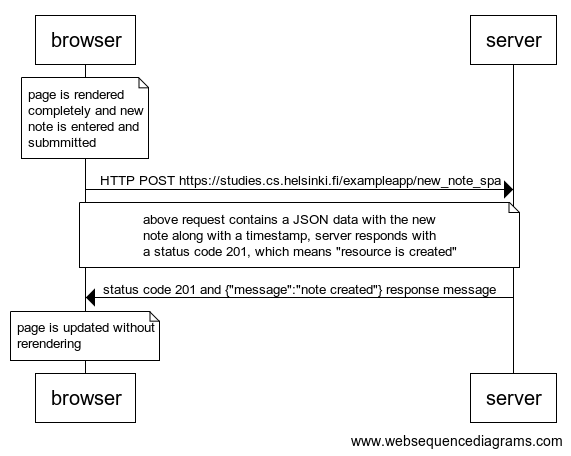 browser
server
page is rendered
completely and new
note is entered and
submmitted
HTTP POST https://studies.cs.helsinki.fi/exampleapp/new_note_spa
above request contains a JSON data with the new
note along with a timestamp, server responds with
a status code 201, which means "resource is created"
status code 201 and {"message":"note created"} response message
page is updated without
rerendering
browser
server
www.websequencediagrams.com